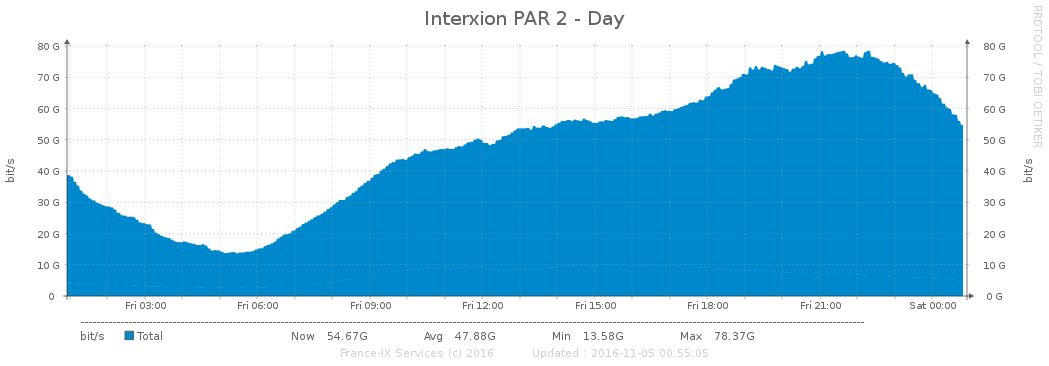 Interxion PAR 2 - Day
RRDTOOL / TOBI OETIKER
80 G 80 G
70 G 70 G
60 G 60 G
50 G 50 G
40 G 40 G
30 G 30 G
20 G 20 G
10 G 10 G
0 0 G
bit/s bit/s
Fri 03:00 Fri 06:00 Fri 09:00 Fri 12:00 Fri 15:00 Fri 18:00 Fri 21:00 Sat 00:00
bit/s Total Now 54.67G Avg 47.88G Min 13.58G Max 78.37G
France-IX Services (c) 2016 Updated : 2016-11-05 00:55:05